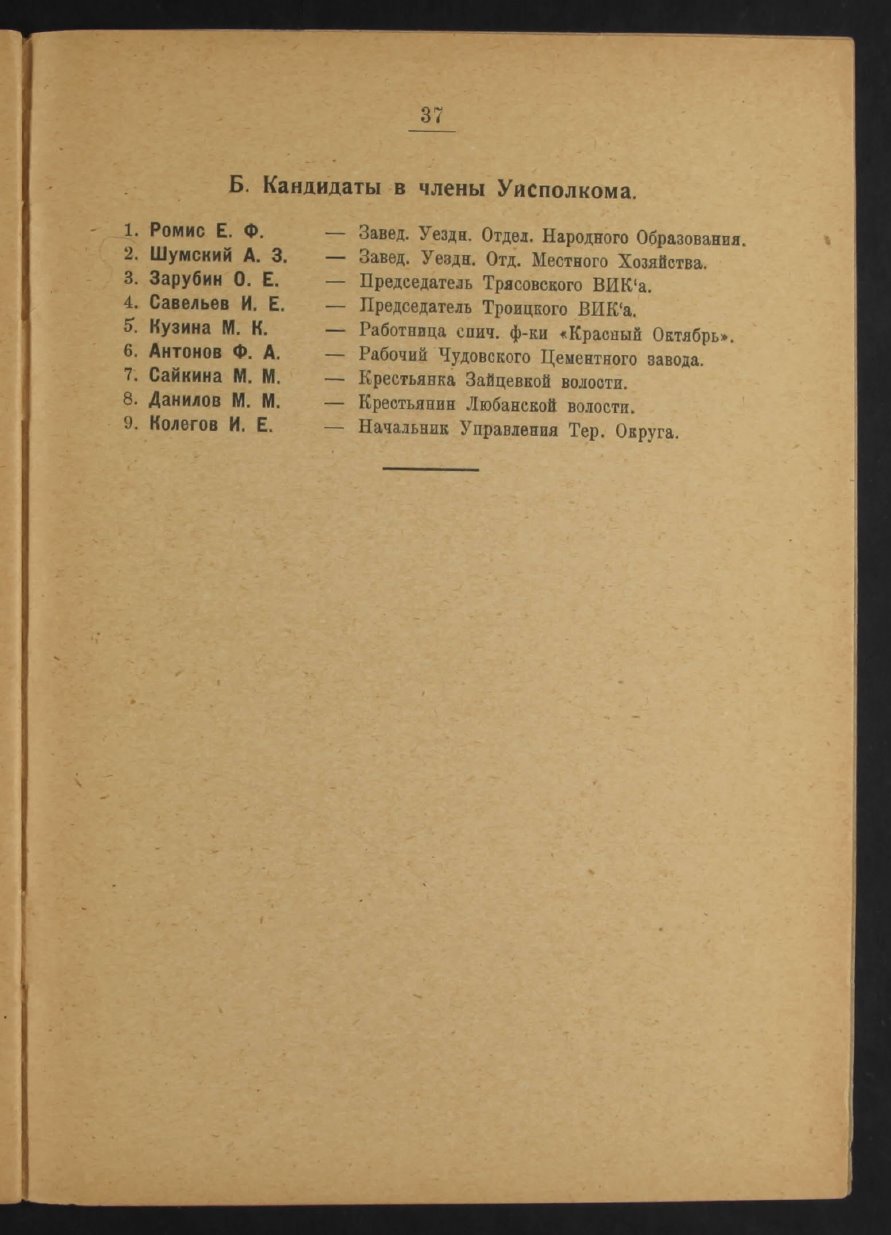 37
Б. Кандидаты в члены Уисполкома.
1. Ромис Е. Ф. — Завед. Уездн. Отдел. Народного Образования.
2. Шумский А. З. — Завед. Уездн. Отд. Местного Хозяйства.
3. Зарубин О. Е. — Председатель Трясовского ВИК‘а.
4. Савельев И. Е. — Председатель Троицкого ВИК‘а.
5. Кузина М. К. — Работница спич. ф-ки «Красный Октябрь».
6. Антонов Ф. А. — Рабочий Чудовского Цементного завода.
7. Сайкина М. М. — Крестьянка Зайцевкой волости.
8. Данилов М. М. — Крестьянин Любанской волости.
9. Колегов И. Е. — Начальник Управления Тер. Округа.